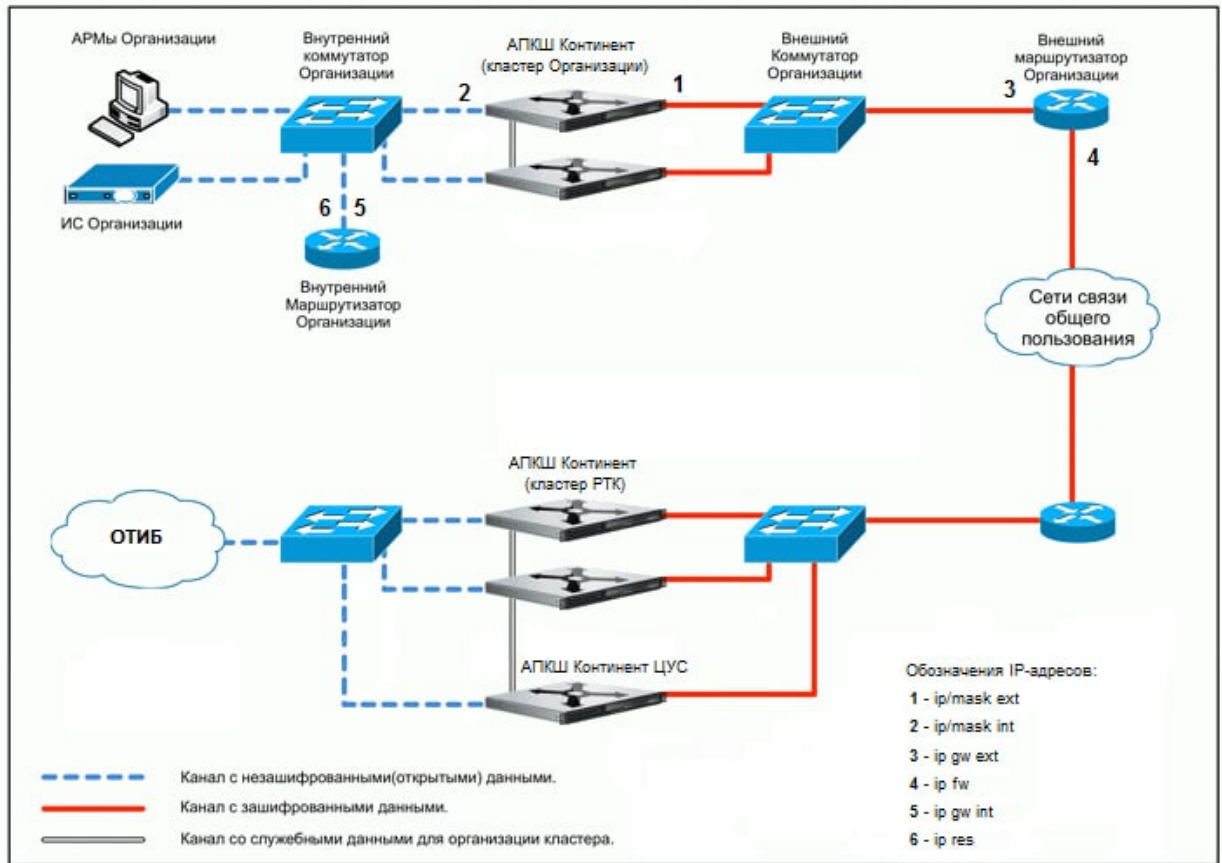 АРМы Организации
Внутренний
коммутатор
Организации
АПКШ Континент
(кластер Организации)
Внешний
Коммутатор
Организации
Внешний
маршрутизатор
Организации
2
1
3
4
ИС Организации
6 5
Внутренний
Маршрутизатор
Организации
Сети связи
общего
пользования
АПКШ Континент
(кластер РТК)
ОТИБ
АПКШ Континент ЦУС
Обозначения IP-адресов:
1 - ip/mask ext
2 - ip/mask int
3 - ip gw ext
4 - ip fw
5 - ip gw int
6 - ip res
Канал с незашифрованными(открытыми) данными.
Канал с зашифрованными данными.
Канал со служебными данными для организации кластера.